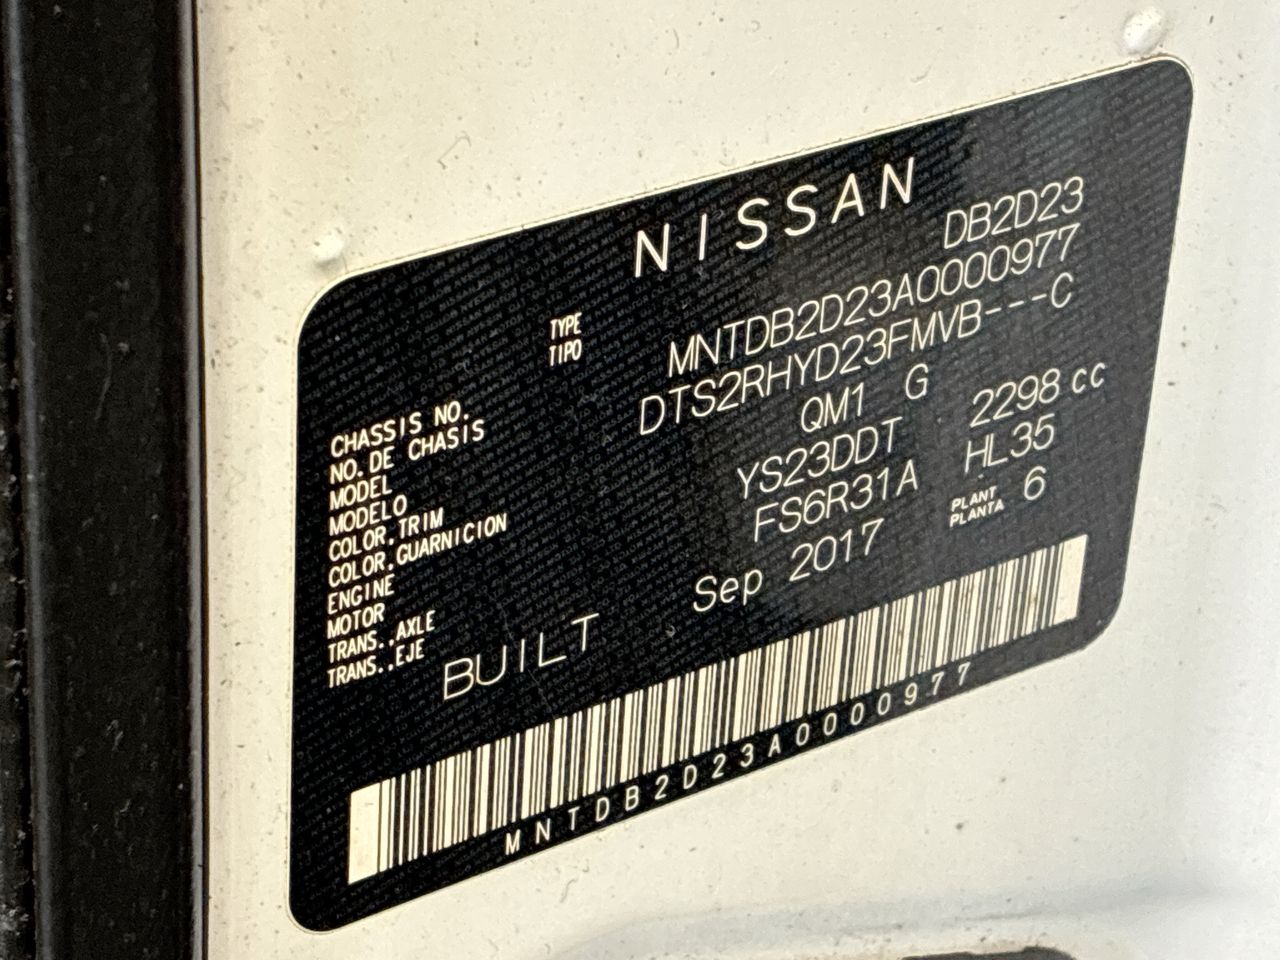 NISSAN
TYPE
TIPO
DB2D23
CHASSIS NO.
NO. DE CHASIS
MNTDB2D23A0000977
MODEL
MODELO
DTS2RHYD23FMVB---C
COLOR, TRIM
COLOR, GUARNICION
QM1 G
ENGINE
MOTOR
YS23DDT 2298 cc
TRANS., AXLE
TRANS., EJE
FS6R31A HL35
BUILT Sep 2017
PLANT
PLANTA
6
MNTDB2D23A0000977